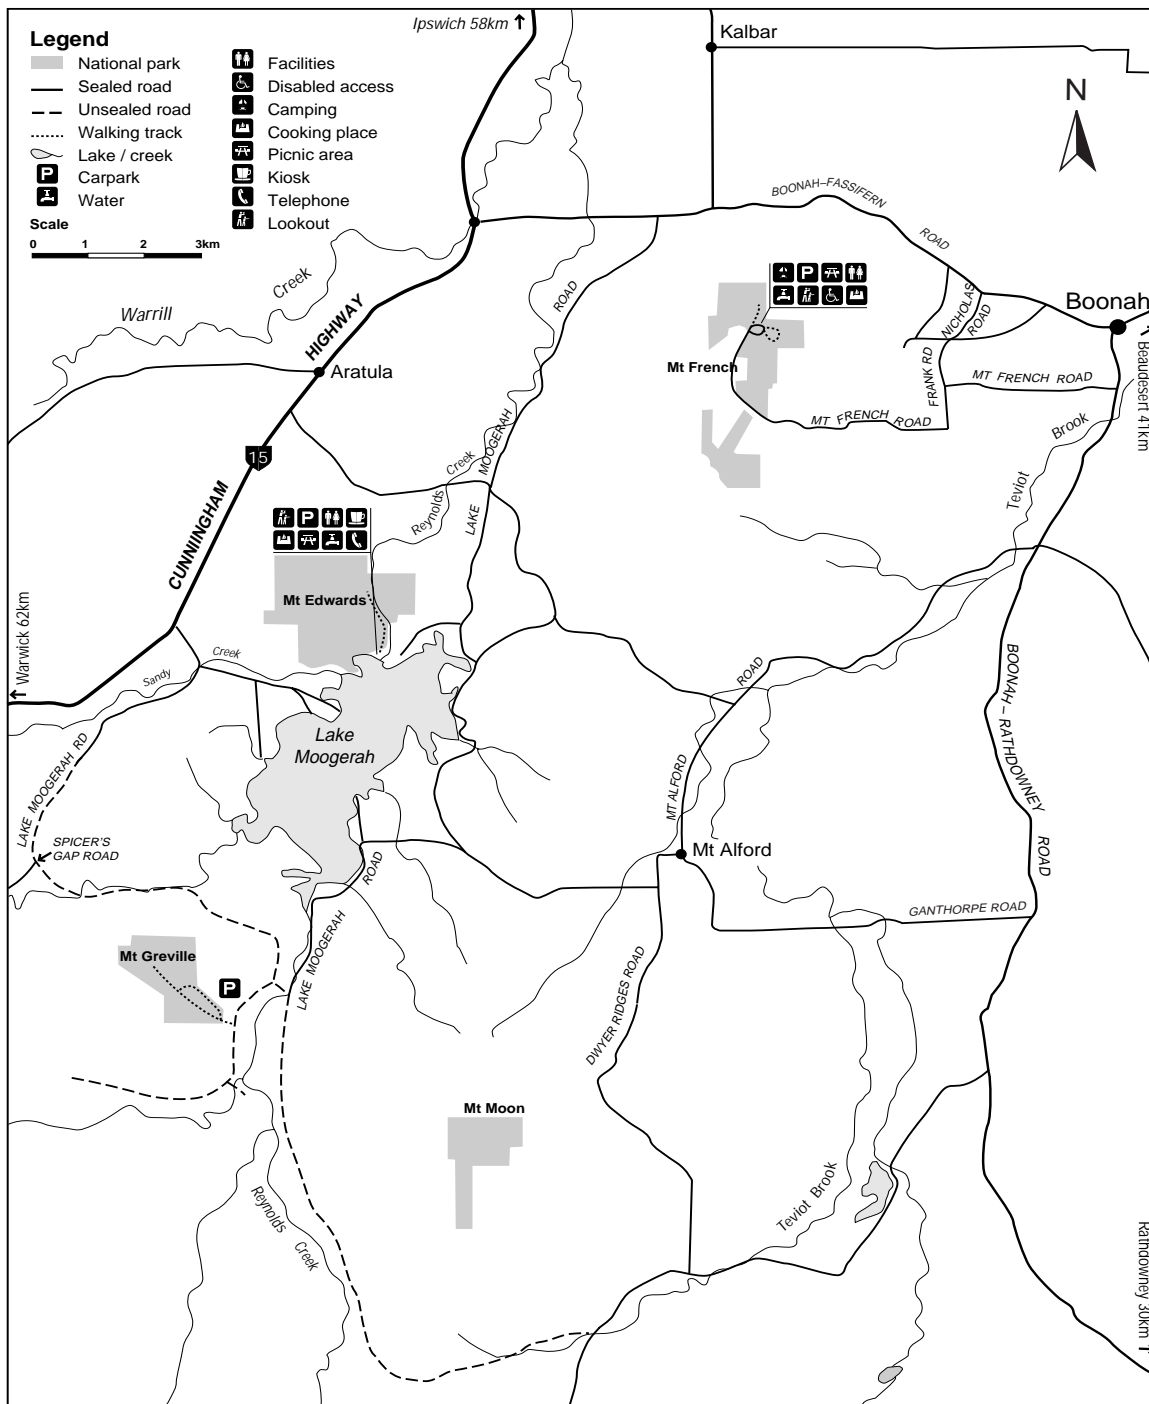 Ipswich 58km
Kalbar
Legend
National park
Sealed road
Unsealed road
Walking track
Lake / creek
P
Carpark
Water
Facilities
Disabled access
Camping
Cooking place
Picnic area
Kiosk
Telephone
Lookout
Scale
0 1 2 3km
N
BOONAH–FASSIFERN
ROAD
Warrill
Creek
HIGHWAY
Aratula
15
CUNNIINGHAM
ROAD
MOOGERAH
LAKE
Reynolds
Creek
P
Mt French
NICHOLAS
ROAD
FRANK RD
MT FRENCH ROAD
MT FRENCH ROAD
Boonah
Beaudesert 41km
Brook
Teviot
P
Mt Edwards
Warwick 62km
Sandy
Creek
Lake
Moogerah
LAKE MOOGERAH RD
SPICER'S
GAP ROAD
ROAD
MT ALFORD
Mt Alford
BOONAH – RATHDOWNEY
ROAD
GANTHORPE ROAD
ROAD
LAKE MOOGERAH
Mt Greville
P
DWYER RIDGES ROAD
Mt Moon
Reynolds
Creek
Teviot Brook
Rathdowney 30km